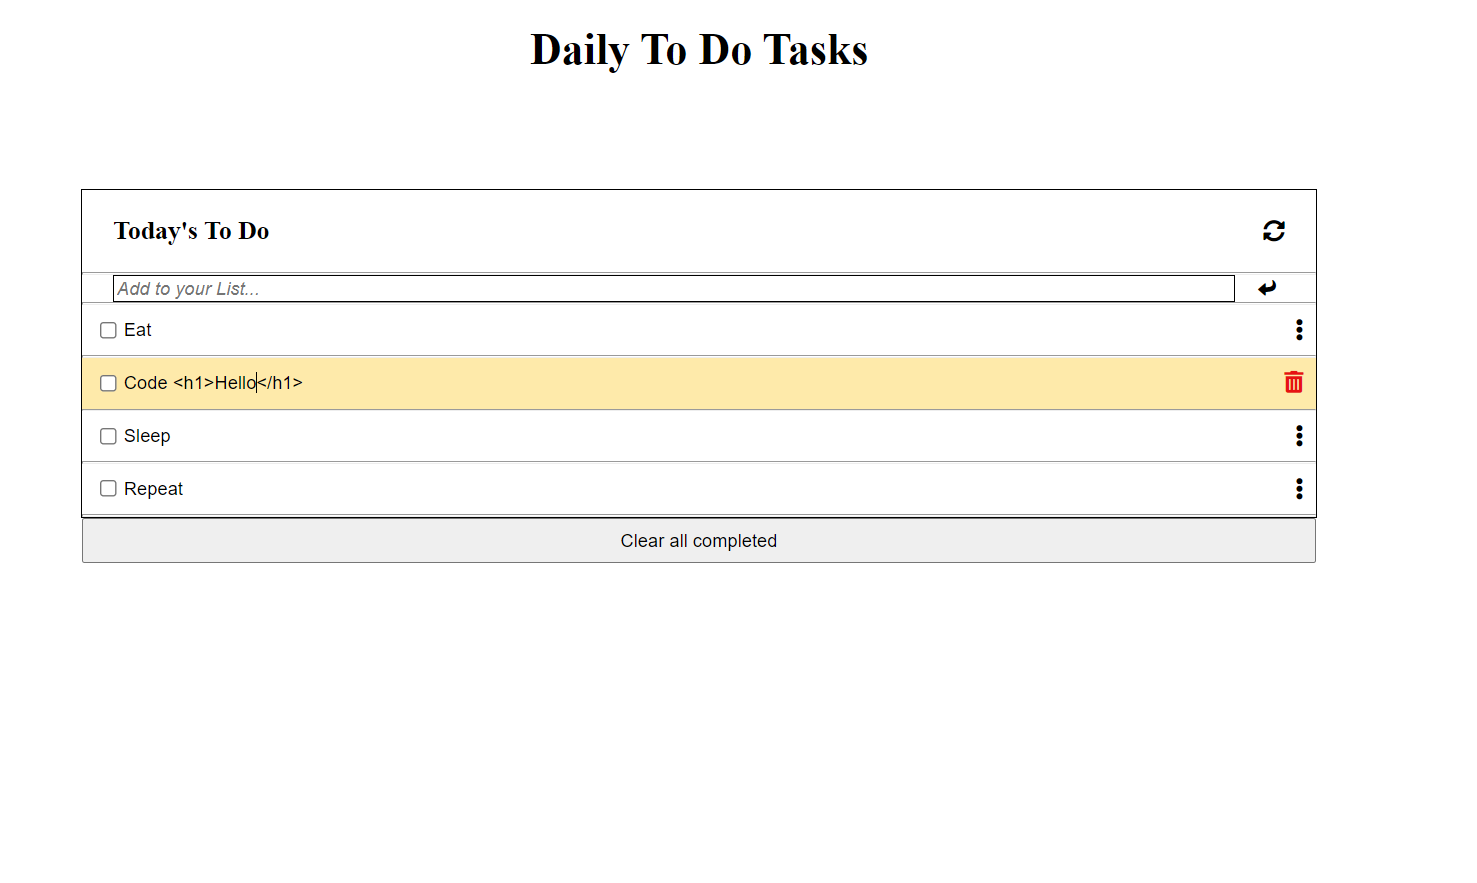 Daily To Do Tasks
Today's To Do
Add to your List...
Eat
Code <h1>Hello</h1>
Sleep
Repeat
Clear all completed